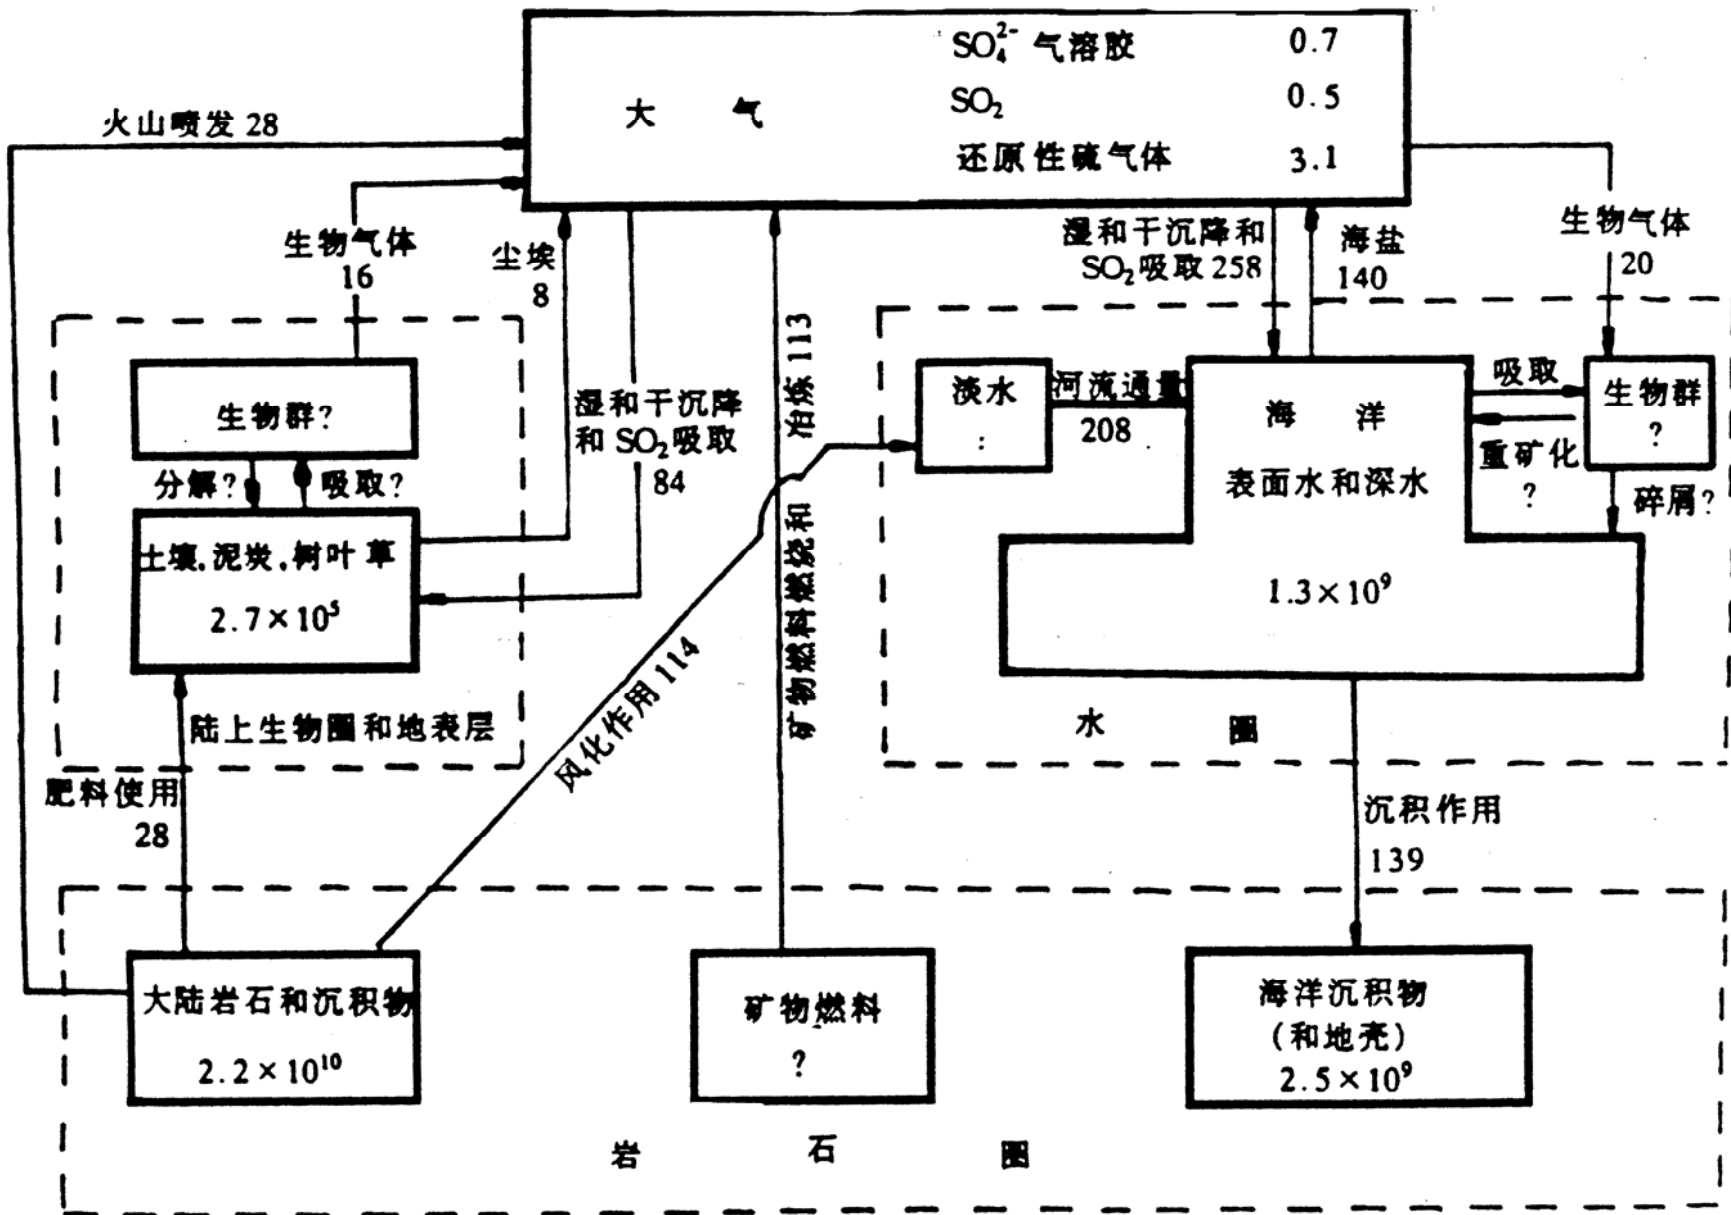 SO₄²⁻ 气溶胶 0.7
大 气
SO₂ 0.5
还原性硫气体 3.1
火山喷发 28
生物气体
16
尘埃
8
湿和干沉降和
SO₂吸取 258
海盐
140
生物气体
20
生物群?
分解?
吸取?
湿和干沉降
和 SO₂吸取
84
矿物燃料燃烧和 冶炼 113
淡水
:
河流通量
208
海 洋
表面水和深水
1.3×10⁹
吸取
重矿化
?
生物群
?
碎屑?
土壤.泥炭.树叶 草
2.7×10⁵
陆上生物圈和地表层
风化作用 114
水 圈
肥料使用
28
沉积作用
139
大陆岩石和沉积物
2.2×10¹⁰
矿物燃料
?
海洋沉积物
(和地壳)
2.5×10⁹
岩 石 圈